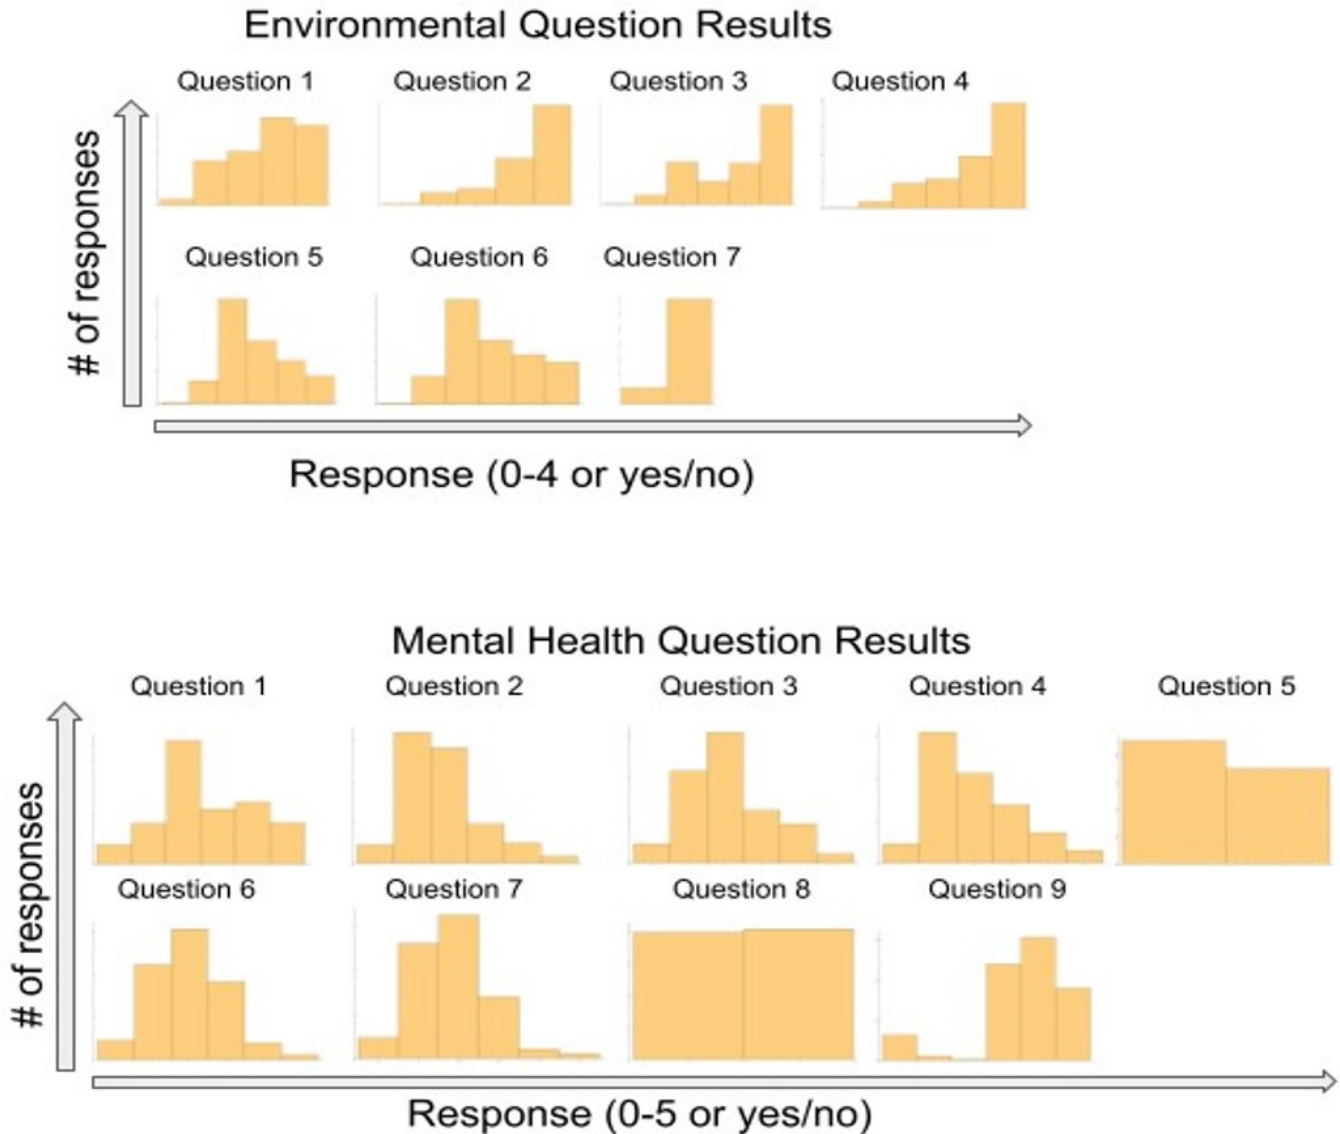 Environmental Question Results
Question 1
Question 2
Question 3
Question 4
# of responses
Question 5
Question 6
Question 7
Response (0-4 or yes/no)
Mental Health Question Results
Question 1
Question 2
Question 3
Question 4
Question 5
# of responses
Question 6
Question 7
Question 8
Question 9
Response (0-5 or yes/no)